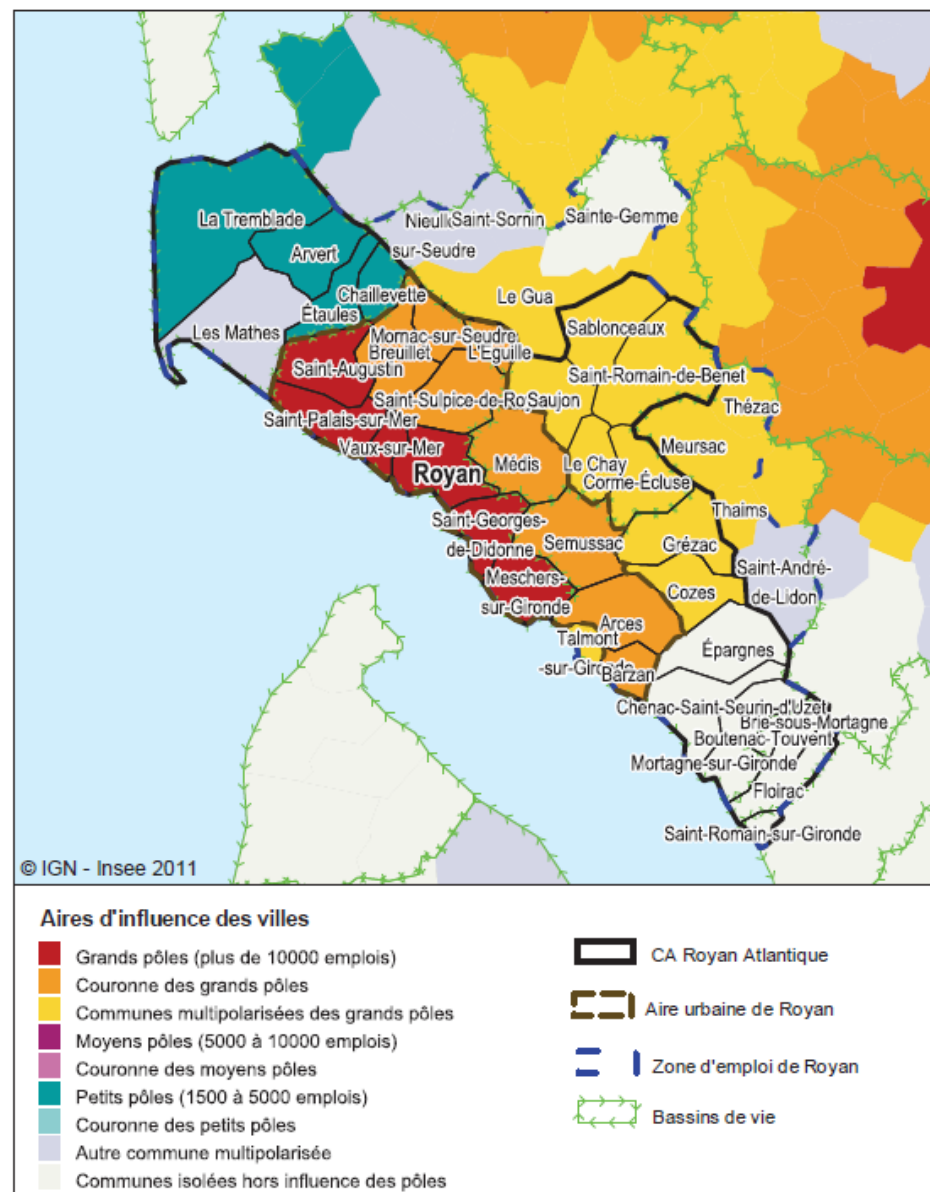 La Tremblade
Arvert
Nieulle
Saint-Sornin
sur-Seudre
Sainte-Gemme
Chaillevette
Étaules
Les Mathes
Le Gua
Mornac-sur-Seudre
Breuillet
L'Eguille
Sablonceaux
Saint-Augustin
Saint-Romain-de-Benet
Saint-Sulpice-de-Roy
Saujon
Thézac
Saint-Palais-sur-Mer
Vaux-sur-Mer
Royan
Médis
Le Chay
Meursac
Corme-Écluse
Thaims
Saint-Georges-
de-Didonne
Semussac
Grézac
Saint-André-
de-Lidon
Meschers-
sur-Gironde
Cozes
Arces
Talmont
-sur-Gironde
Barzan
Épargnes
Chenac-Saint-Seurin-d'Uzet
Brie-sous-Mortagne
Boutenac-Touvent
Mortagne-sur-Gironde
Floirac
Saint-Romain-sur-Gironde
© IGN - Insee 2011
Aires d'influence des villes
Grands pôles (plus de 10000 emplois)
Couronne des grands pôles
Communes multipolarisées des grands pôles
Moyens pôles (5000 à 10000 emplois)
Couronne des moyens pôles
Petits pôles (1500 à 5000 emplois)
Couronne des petits pôles
Autre commune multipolarisée
Communes isolées hors influence des pôles
CA Royan Atlantique
Aire urbaine de Royan
Zone d'emploi de Royan
Bassins de vie